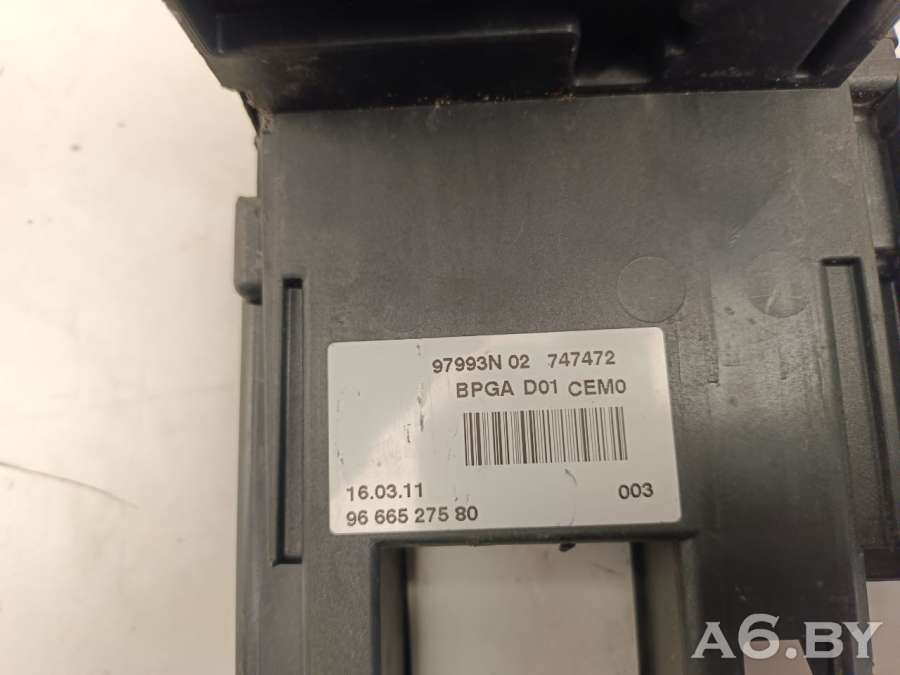 97993N 02 747472
BPGA D01 CEM0
16.03.11 003
96 665 275 80
A6.BY